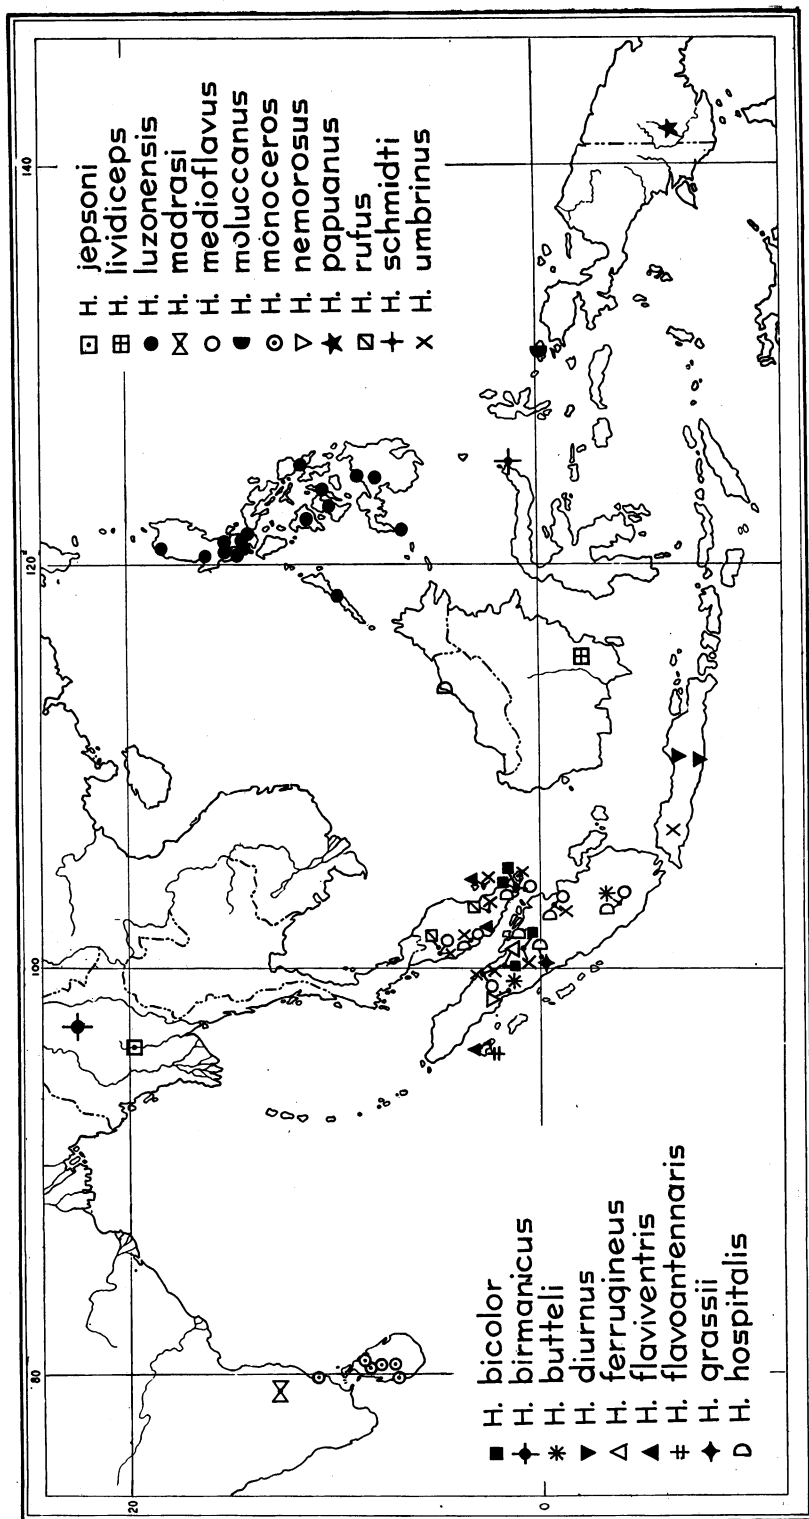 H. bicolor
H. birmanicus
H. butteli
H. diurnus
H. ferrugineus
H. flaviventris
H. flavoantennaris
H. grassii
H. hospitalis
H. jepsoni
H. lividiceps
H. luzonensis
H. madrasi
H. medioflavus
H. moluccanus
H. monoceros
H. nemorosus
H. papuanus
H. rufus
H. schmidti
H. umbrinus
80
100
120°
140
20
0